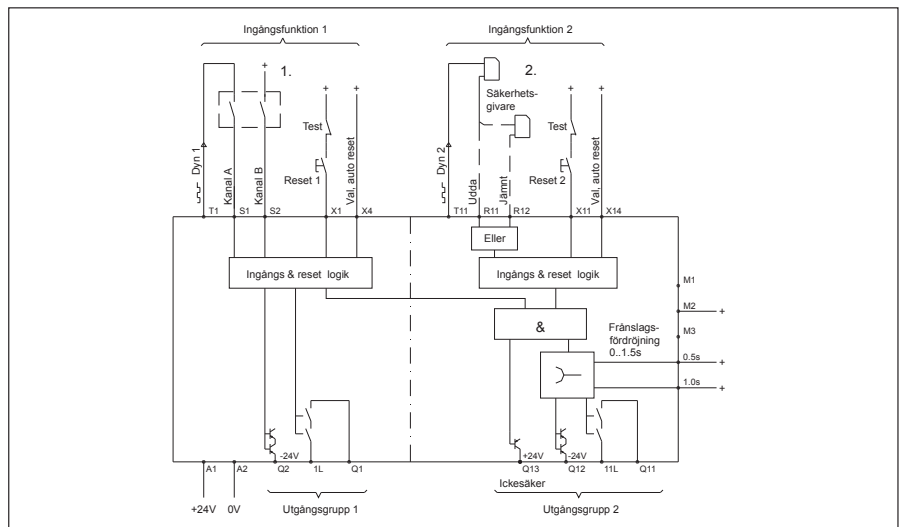 Ingångsfunktion 1
Ingångsfunktion 2
+
1.
2.
Säkerhets-
givare
+
+
+
+
Test
Test
Dyn 1
Kanal A
Kanal B
Reset 1
Val, auto reset
Dyn 2
Udda
Jämnt
Reset 2
Val, auto reset
T1
S1
S2
X1
X4
T11
R11
R12
X11
X14
Eller
Ingångs & reset logik
Ingångs & reset logik
M1
M2
+
&
Frånslags-
fördröjning
0..1.5s
M3
0.5s
+
1.0s
+
-24V
+24V
-24V
A1
A2
Q2
1L
Q1
Q13
Q12
11L
Q11
Ickesäker
+24V
0V
Utgångsgrupp 1
Utgångsgrupp 2